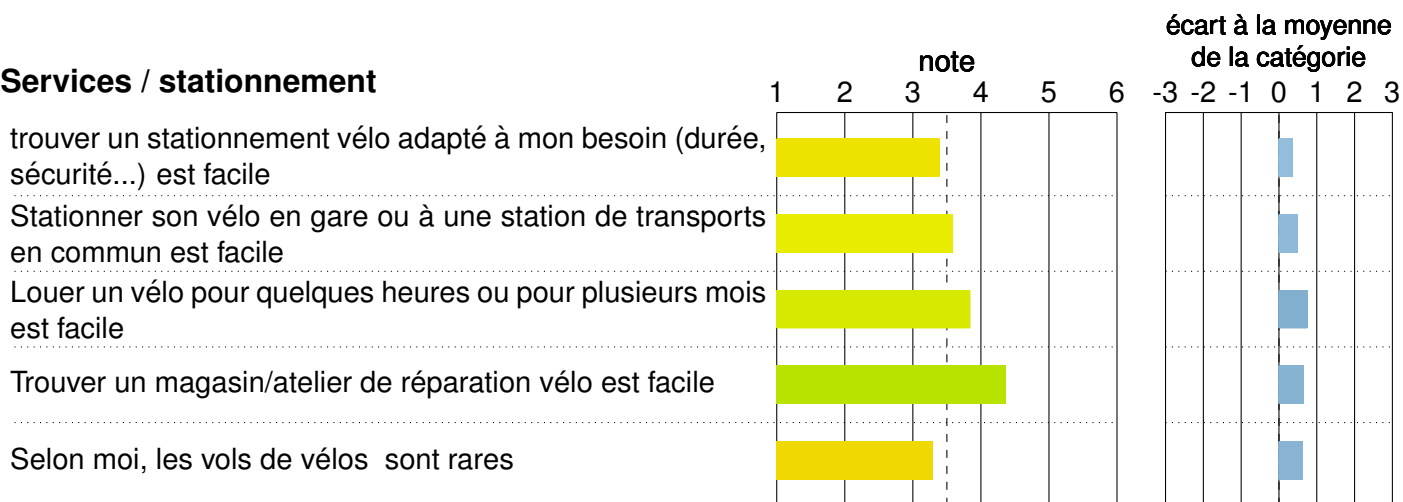 écart à la moyenne
de la catégorie
note
Services / stationnement
1 2 3 4 5 6 -3 -2 -1 0 1 2 3
trouver un stationnement vélo adapté à mon besoin (durée,
sécurité...) est facile
Stationner son vélo en gare ou à une station de transports
en commun est facile
Louer un vélo pour quelques heures ou pour plusieurs mois
est facile
Trouver un magasin/atelier de réparation vélo est facile
Selon moi, les vols de vélos sont rares